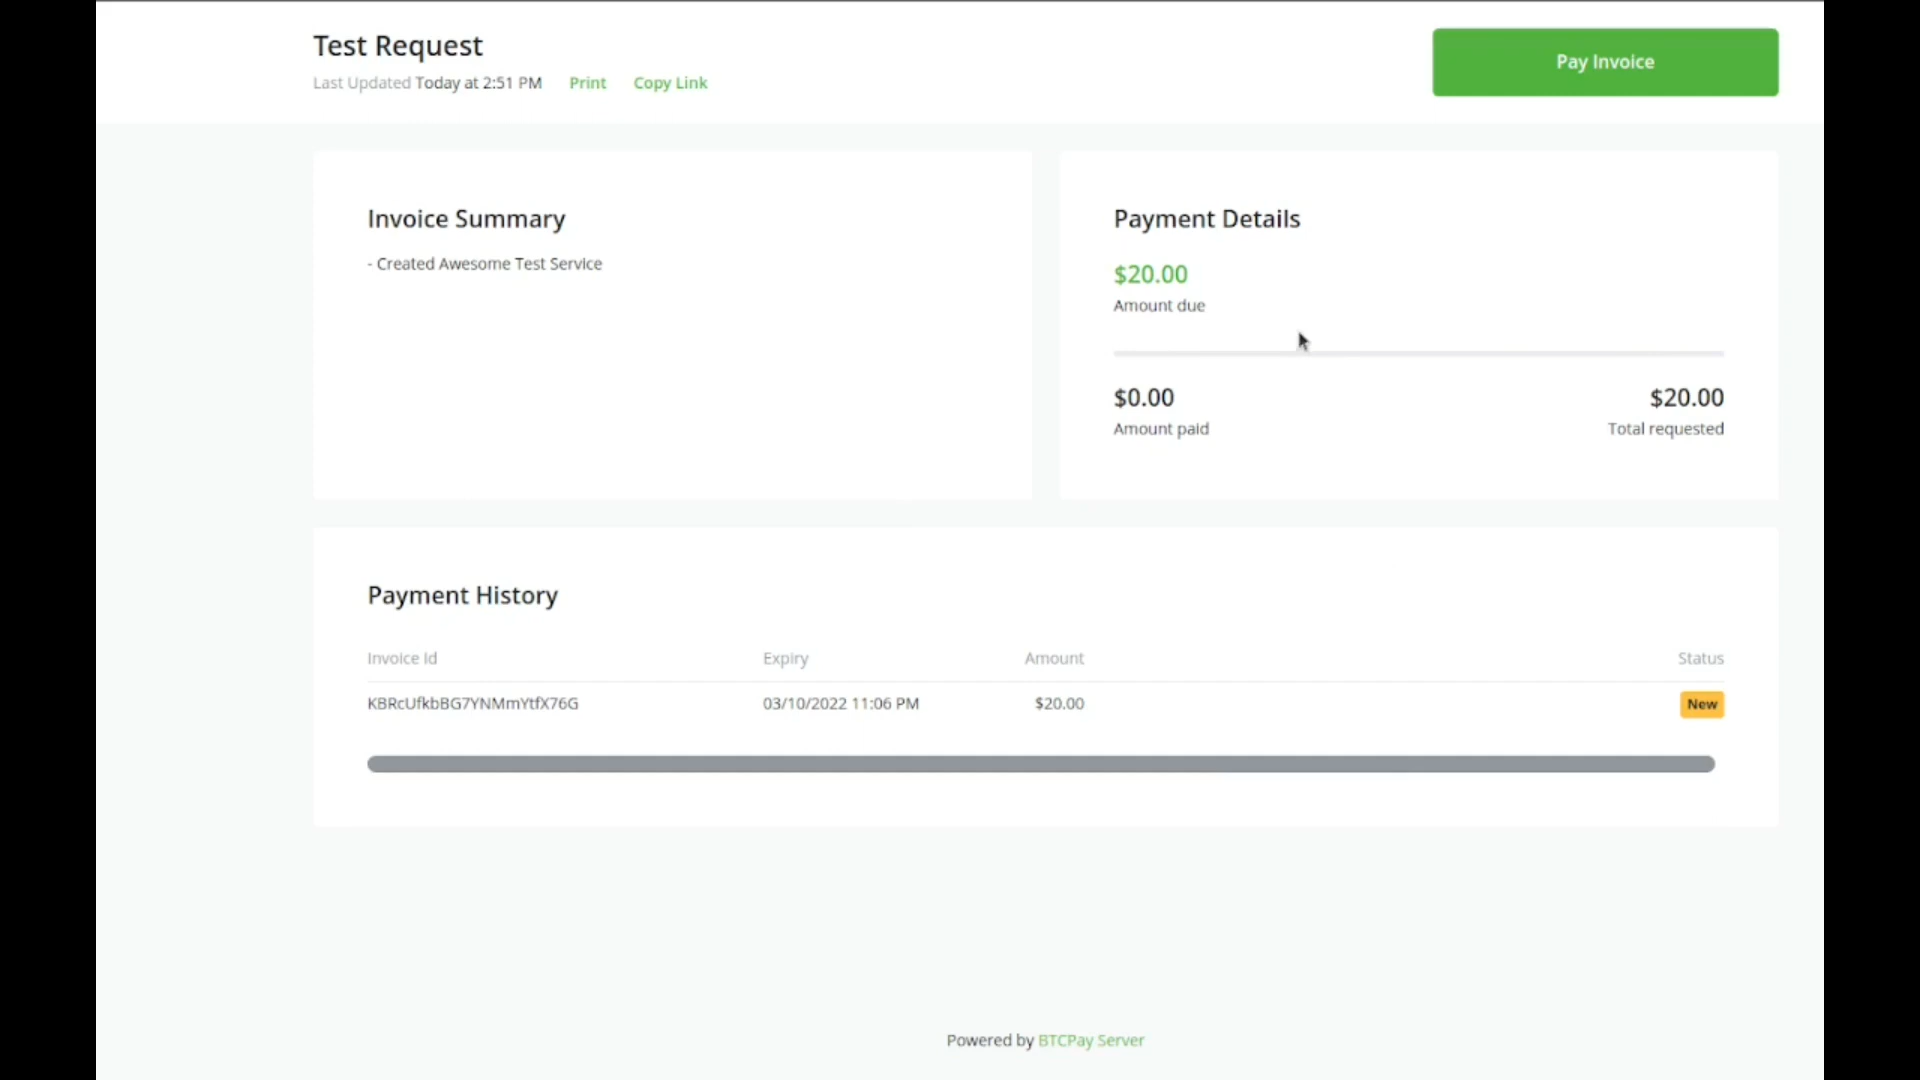 Test Request
Last Updated Today at 2:51 PM Print Copy Link
Pay Invoice
Invoice Summary
- Created Awesome Test Service
Payment Details
$20.00
Amount due
$0.00 $20.00
Amount paid Total requested
Payment History
Invoice Id Expiry Amount Status
KBRcUfkbBG7YNMmYtfX76G 03/10/2022 11:06 PM $20.00 New
Powered by BTCPay Server